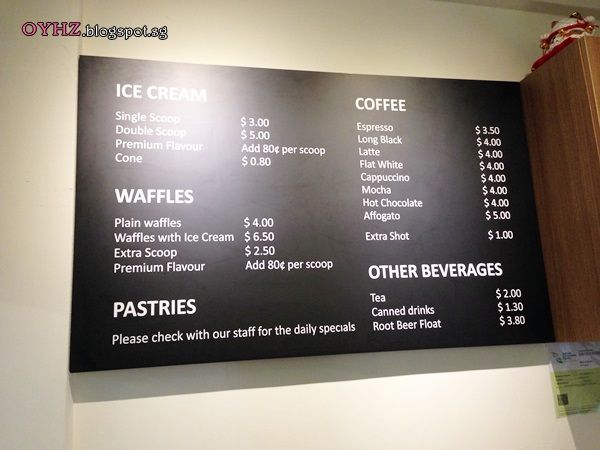 OYHZ.blogspot.sg
ICE CREAM
Single Scoop $ 3.00
Double Scoop $ 5.00
Premium Flavour Add 80¢ per scoop
Cone $ 0.80
WAFFLES
Plain waffles $ 4.00
Waffles with Ice Cream $ 6.50
Extra Scoop $ 2.50
Premium Flavour Add 80¢ per scoop
PASTRIES
Please check with our staff for the daily specials
COFFEE
Espresso $ 3.50
Long Black $ 4.00
Latte $ 4.00
Flat White $ 4.00
Cappuccino $ 4.00
Mocha $ 4.00
Hot Chocolate $ 4.00
Affogato $ 5.00
Extra Shot $ 1.00
OTHER BEVERAGES
Tea $ 2.00
Canned drinks $ 1.30
Root Beer Float $ 3.80